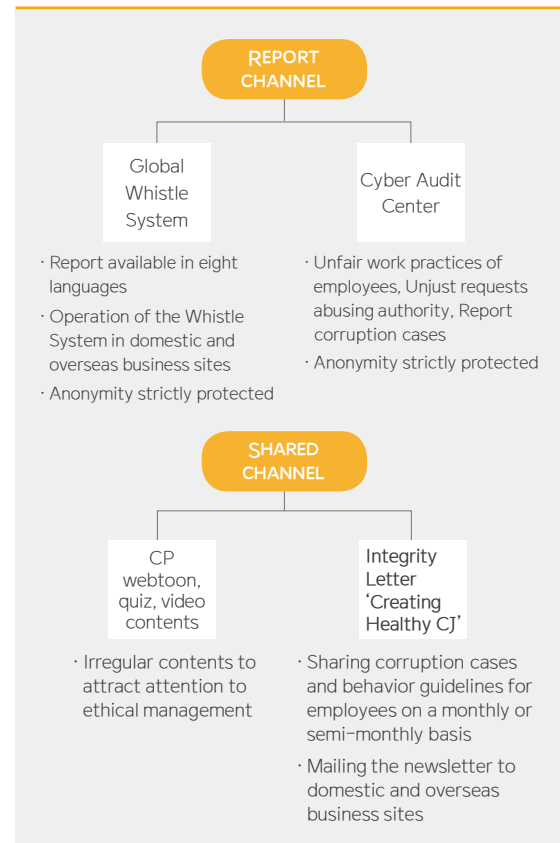 REPORT
CHANNEL
Global
Whistle
System
· Report available in eight
languages
· Operation of the Whistle
System in domestic and
overseas business sites
· Anonymity strictly protected
Cyber Audit
Center
· Unfair work practices of
employees, Unjust requests
abusing authority, Report
corruption cases
· Anonymity strictly protected
SHARED
CHANNEL
CP
webtoon,
quiz, video
contents
· Irregular contents to
attract attention to
ethical management
Integrity
Letter
‘Creating
Healthy CJ’
· Sharing corruption cases
and behavior guidelines for
employees on a monthly or
semi-monthly basis
· Mailing the newsletter to
domestic and overseas
business sites